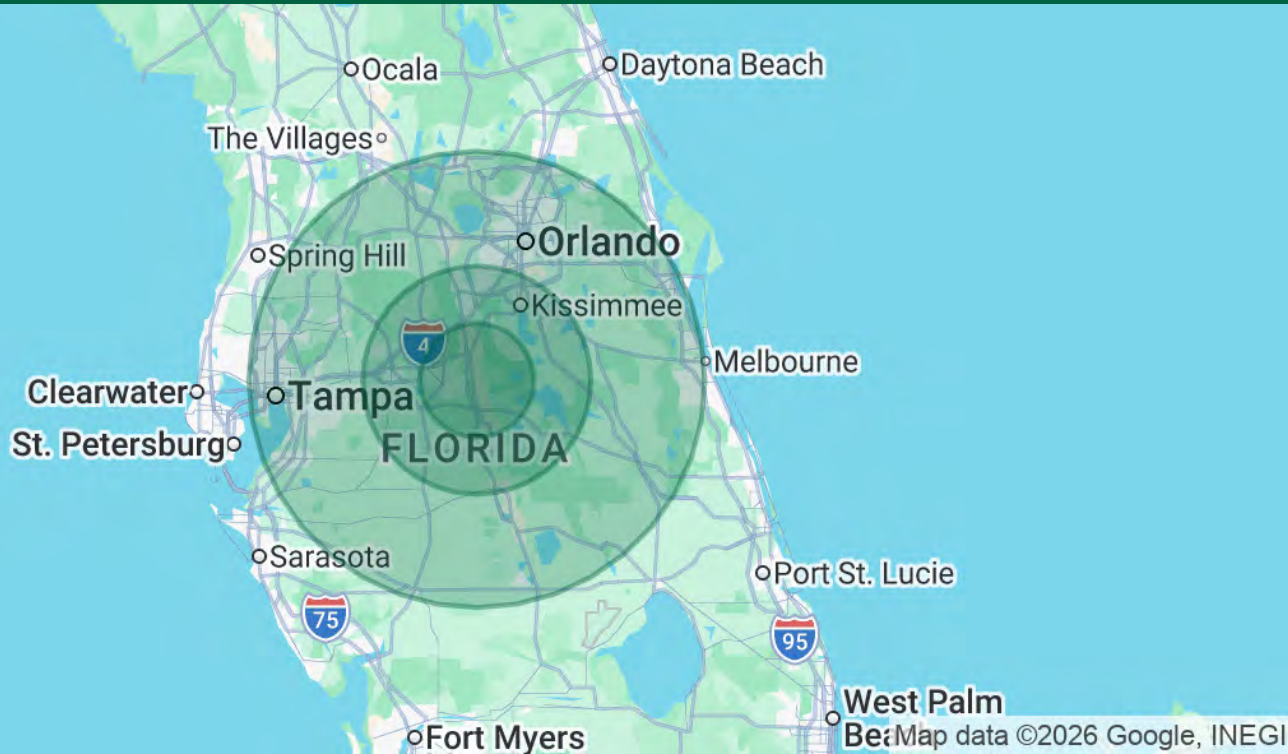 Ocala
Daytona Beach
The Villages
Orlando
Spring Hill
Kissimmee
4
Melbourne
Clearwater
Tampa
St. Petersburg
FLORIDA
Sarasota
Port St. Lucie
75
95
West Palm
Fort Myers
Map data ©2026 Google, INEGI